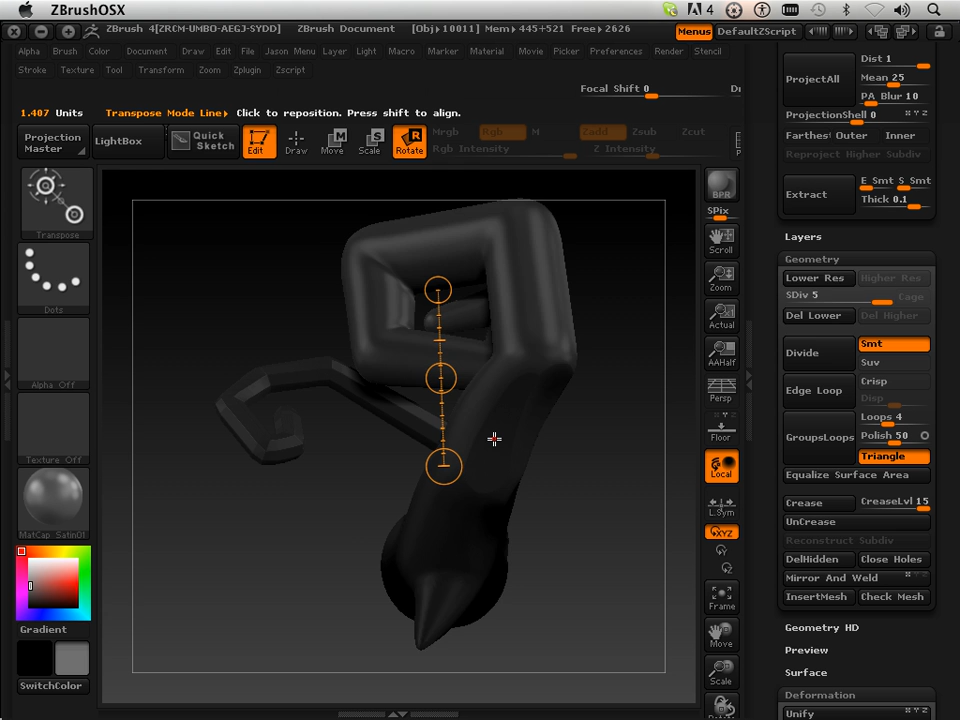 ZBrushOSX
4
ZBrush 4[ZRCM-UMBO-AEGJ-SYDD] ZBrush Document [Obj>10011] Mem>445+521 Free>2626
Menus DefaultZScript
Alpha Brush Color Document Draw Edit File Jason Menu Layer Light Macro Marker Material Movie Picker Preferences Render Stencil
Stroke Texture Tool Transform Zoom Zplugin Zscript
Focal Shift 0
1.407 Units Transpose Mode Line> Click to reposition. Press shift to align.
Projection Master
LightBox
Quick Sketch
Edit
Draw
Move
Scale
Rotate
Mrgb Rgb M
Rgb Intensity
Zadd Zsub Zcut
Z Intensity
Transpose
Dots
Alpha Off
Texture Off
MatCap Satin01
Gradient
SwitchColor
BPR
SPix
Scroll
Zoom
Actual
AAHalf
Persp
Floor
Local
L.Sym
XYZ
Y
Z
Frame
Move
Scale
ProjectAll
Dist 1
Mean 25
PA Blur 10
ProjectionShell 0
Farthest Outer Inner
Reproject Higher Subdiv
Extract
E Smt S Smt
Thick 0.1
Layers
Geometry
Lower Res Higher Res
SDiv 5 Cage
Del Lower Del Higher
Divide
Smt
Suv
Edge Loop
Crisp
Disp
GroupsLoops
Loops 4
Polish 50
Triangle
Equalize Surface Area
Crease CreaseLvl 15
UnCrease
Reconstruct Subdiv
DelHidden Close Holes
Mirror And Weld
InsertMesh Check Mesh
Geometry HD
Preview
Surface
Deformation
Unify